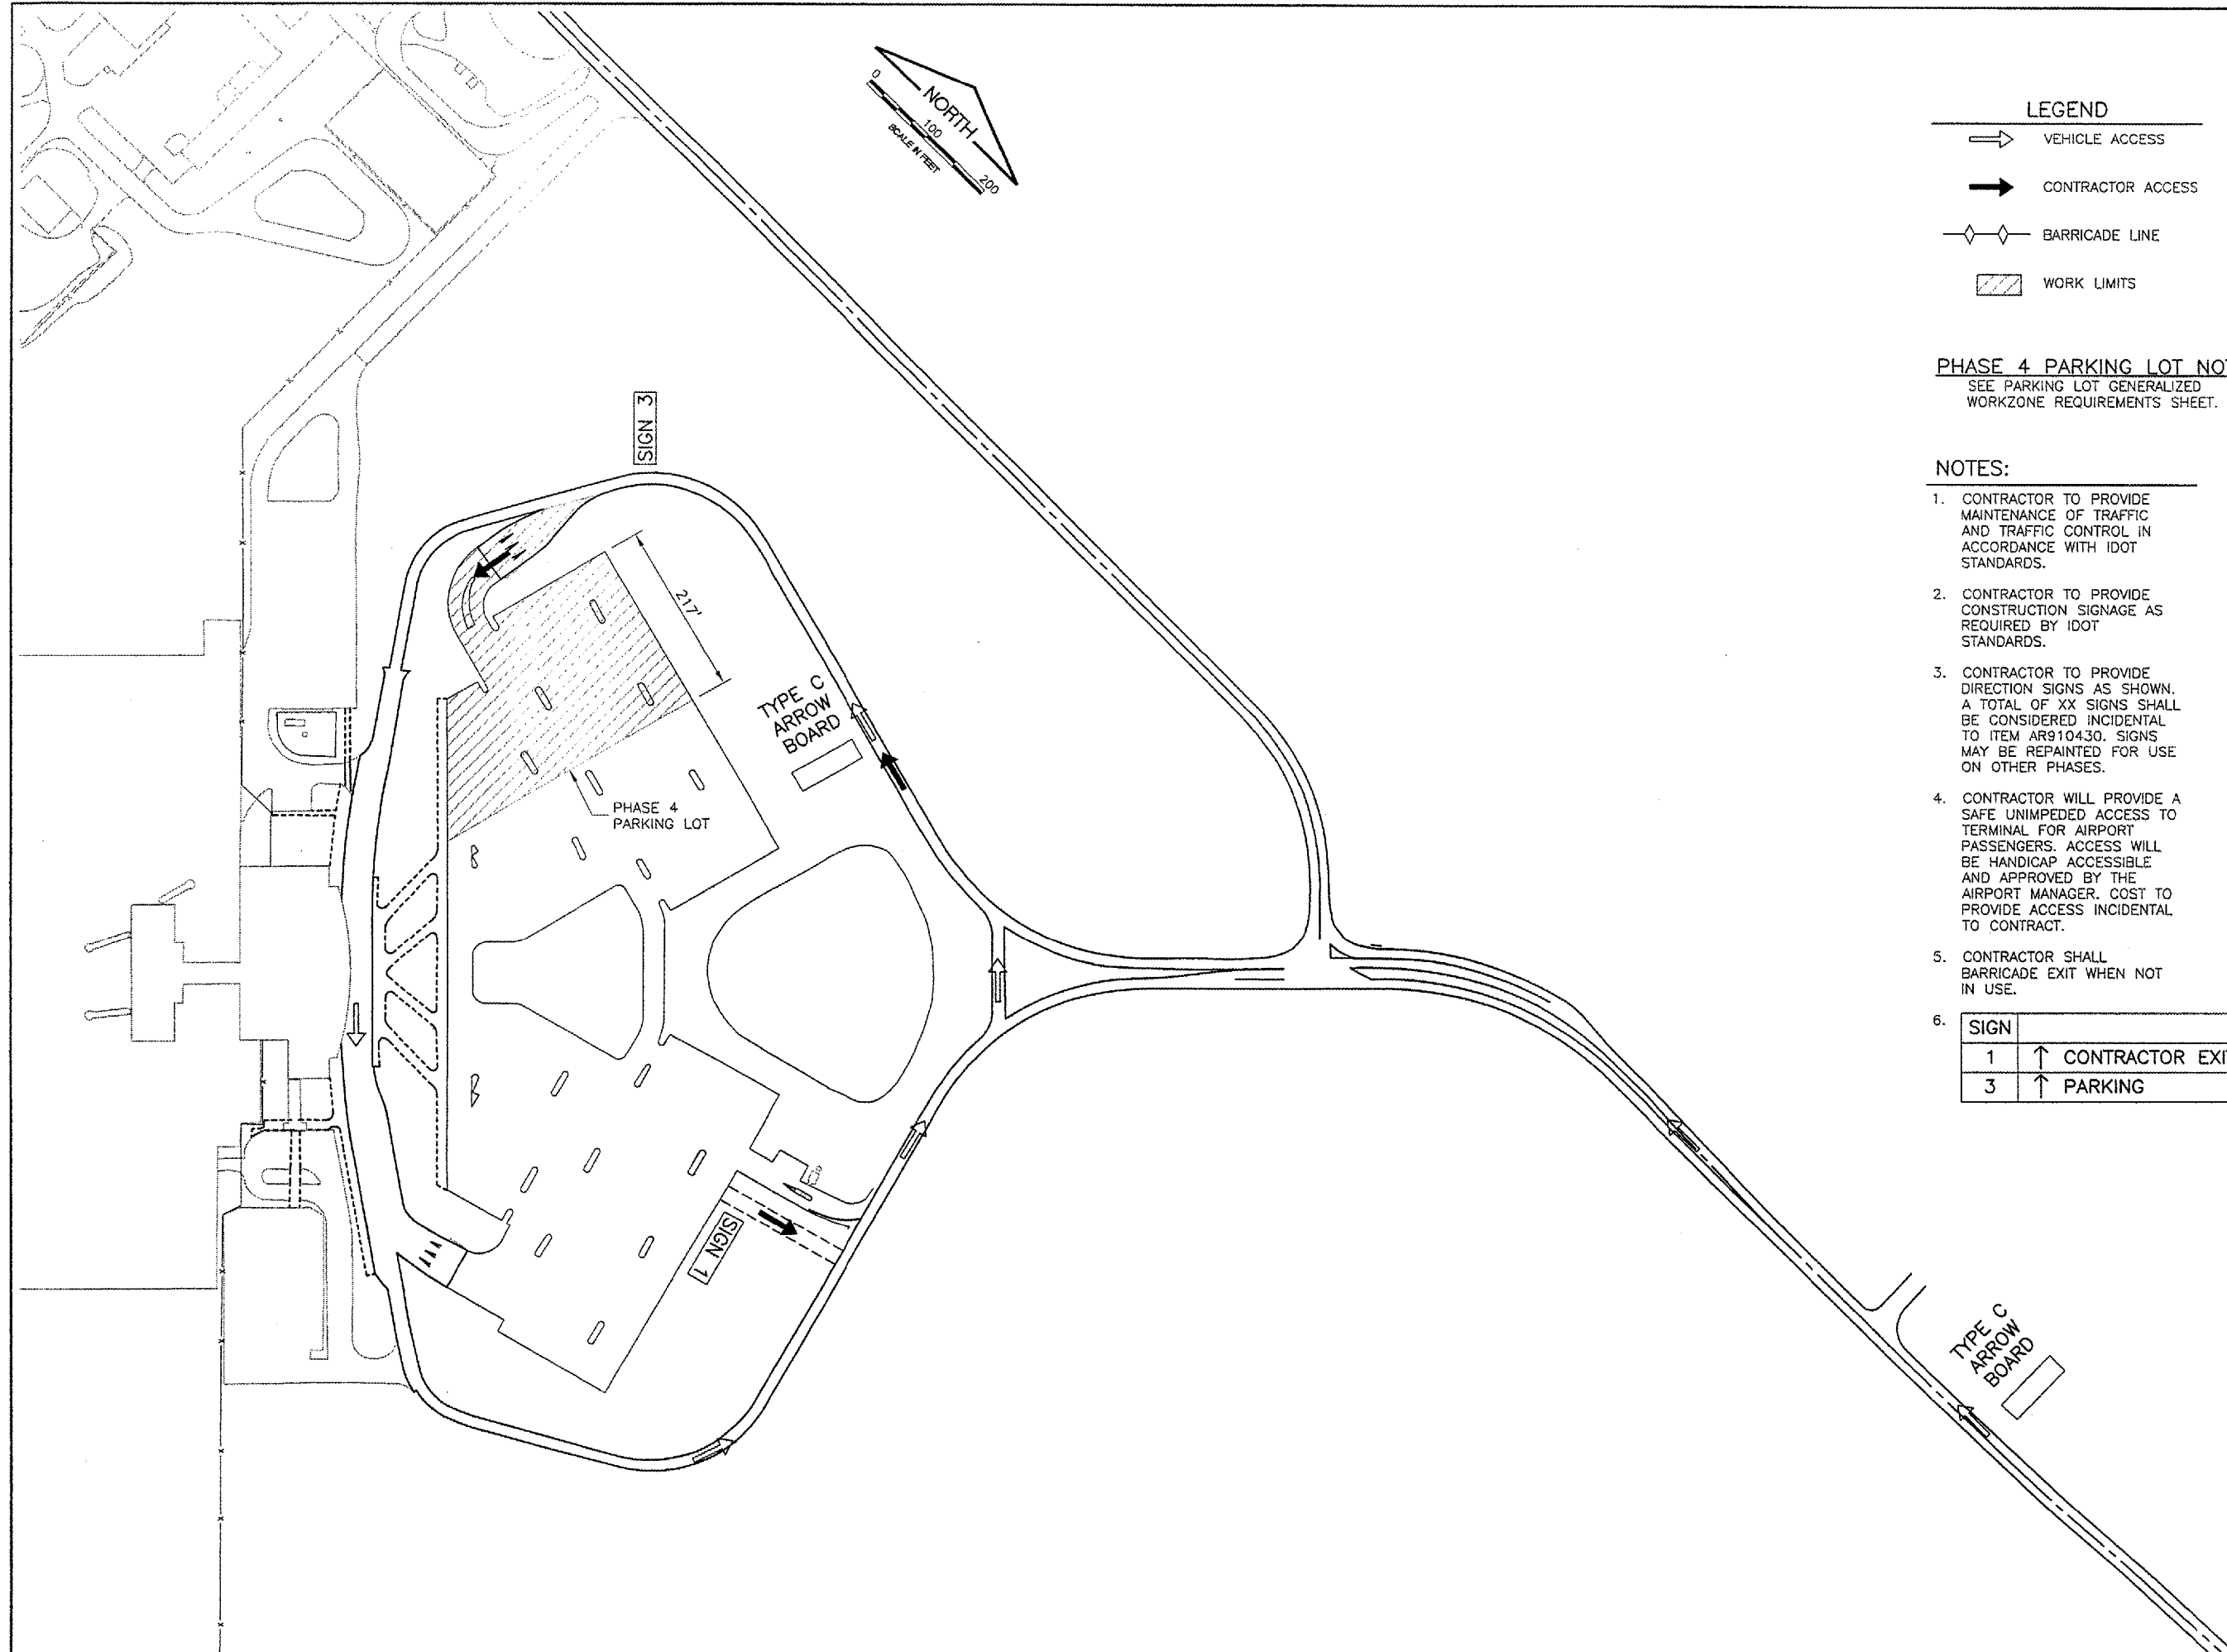 0
NORTH
100
SCALE IN FEET
200
LEGEND
VEHICLE ACCESS
CONTRACTOR ACCESS
BARRICADE LINE
WORK LIMITS
PHASE 4 PARKING LOT NOT
SEE PARKING LOT GENERALIZED
WORKZONE REQUIREMENTS SHEET.
NOTES:
1. CONTRACTOR TO PROVIDE
MAINTENANCE OF TRAFFIC
AND TRAFFIC CONTROL IN
ACCORDANCE WITH IDOT
STANDARDS.
2. CONTRACTOR TO PROVIDE
CONSTRUCTION SIGNAGE AS
REQUIRED BY IDOT
STANDARDS.
3. CONTRACTOR TO PROVIDE
DIRECTION SIGNS AS SHOWN.
A TOTAL OF XX SIGNS SHALL
BE CONSIDERED INCIDENTAL
TO ITEM AR910430. SIGNS
MAY BE REPAINTED FOR USE
ON OTHER PHASES.
4. CONTRACTOR WILL PROVIDE A
SAFE UNIMPEDED ACCESS TO
TERMINAL FOR AIRPORT
PASSENGERS. ACCESS WILL
BE HANDICAP ACCESSIBLE
AND APPROVED BY THE
AIRPORT MANAGER. COST TO
PROVIDE ACCESS INCIDENTAL
TO CONTRACT.
5. CONTRACTOR SHALL
BARRICADE EXIT WHEN NOT
IN USE.
6. SIGN
1 ↑ CONTRACTOR EXIT
3 ↑ PARKING
SIGN 3
217'
TYPE C
ARROW
BOARD
PHASE 4
PARKING LOT
SIGN 1
TYPE C
ARROW
BOARD